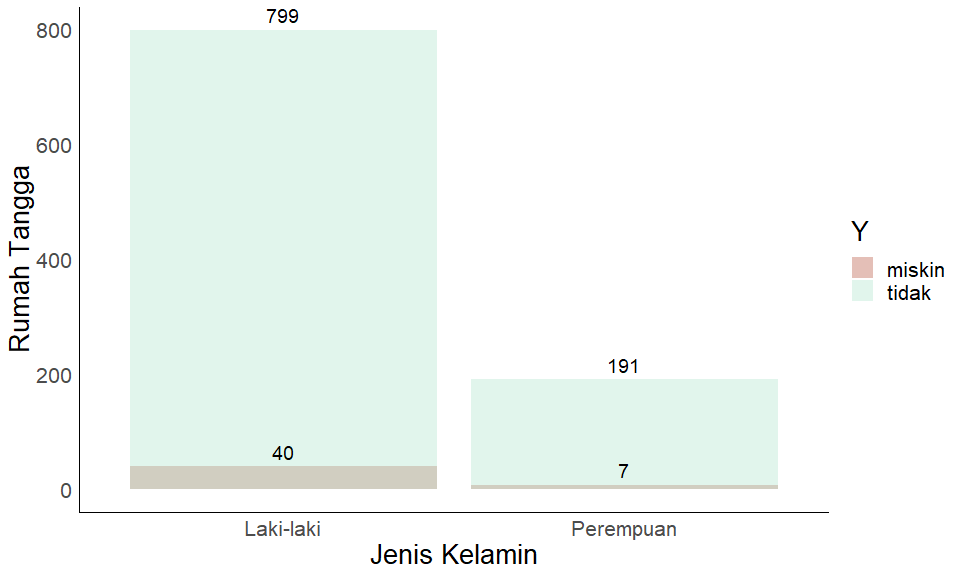 799
800
600
400
200
0
Rumah Tangga
40
191
7
Laki-laki
Perempuan
Jenis Kelamin
Y
miskin
tidak